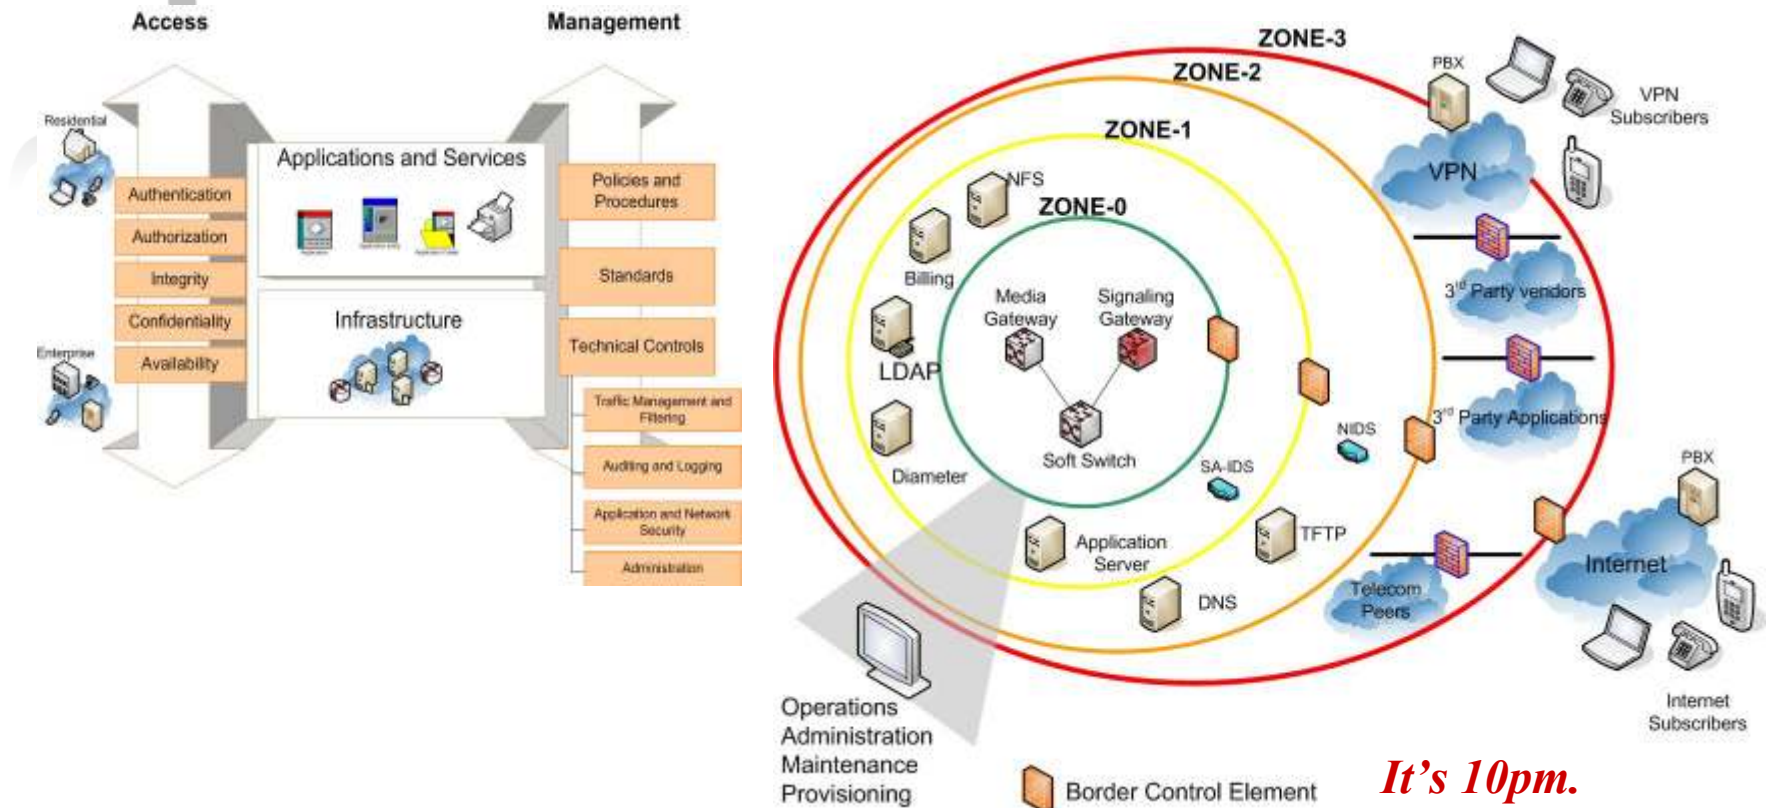 Access
Management
Residential
Applications and Services
Authentication
Authorization
Integrity
Confidentiality
Availability
Enterprise
Infrastructure
Policies and
Procedures
Standards
Technical Controls
Traffic Management and
Filtering
Auditing and Logging
Application and Network
Security
Administration
ZONE-3
ZONE-2
ZONE-1
ZONE-0
NFS
Billing
LDAP
Diameter
Media
Gateway
Signaling
Gateway
Soft Switch
SA-IDS
NIDS
Application
Server
TFTP
DNS
PBX
VPN
Subscribers
VPN
3rd Party vendors
3rd Party Applications
PBX
Internet
Telecom
Peers
Internet
Subscribers
Operations
Administration
Maintenance
Provisioning
Border Control Element
It's 10pm.